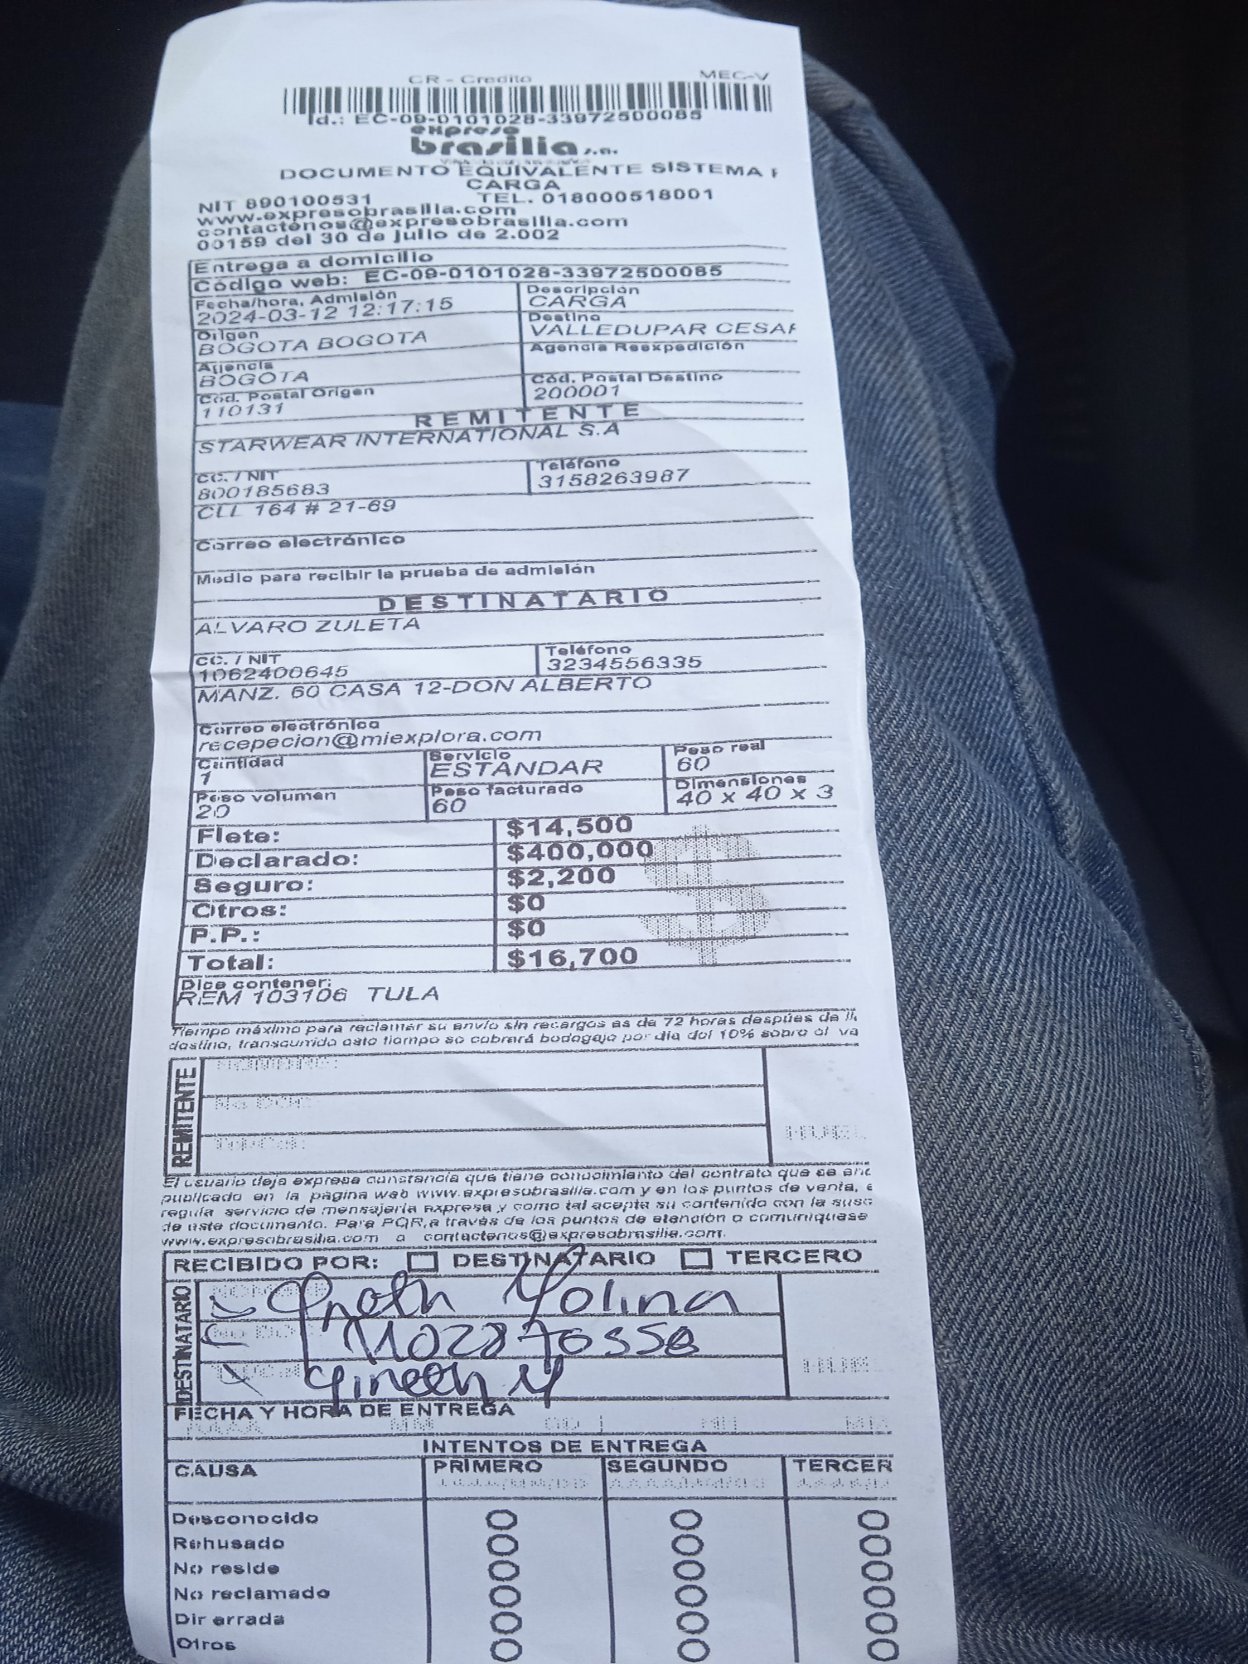 CR - Credito MEC-V
Id.: EC-09-0101028-33972500085
expreso
brasilia s.a.
DOCUMENTO EQUIVALENTE SISTEMA
CARGA
NIT 890100531 TEL. 018000518001
www.expresobrasilia.com
contactenos@expresobrasilia.com
00159 del 30 de julio de 2.002
Entrega a domicilio
Código web: EC-09-0101028-33972500085
Fecha/hora. Admisión Descripción
2024-03-12 12:17:15 CARGA
Origen Destino
BOGOTA BOGOTA VALLEDUPAR CESAR
Agencia Agencia Reexpedición
BOGOTA
Cod. Postal Origen Cód. Postal Destino
110131 200001
REMITENTE
STARWEAR INTERNATIONAL S.A
CC. / NIT Teléfono
800185683 3158263987
CLL 164 # 21-69
Correo electrónico
Medio para recibir la prueba de admisión
DESTINATARIO
ALVARO ZULETA
CC. / NIT Teléfono
1062400645 3234556335
MANZ. 60 CASA 12-DON ALBERTO
Correo electrónico
recepecion@miexplora.com
Cantidad Servicio Peso real
1 ESTANDAR 60
Peso volumen Peso facturado Dimensiones
20 60 40 x 40 x 3
Flete: $14,500
Declarado: $400,000
Seguro: $2,200
Otros: $0
P.P.: $0
Total: $16,700
Dice contener:
REM 103106 TULA
Tiempo máximo para reclamar su envío sin recargos es de 72 horas después de
destino, transcurrido este tiempo se cobrará bodegaje por día del 10% sobre el va
REMITENTE
NOMBRE:
No DOC
HUEL
El usuario deja expresa constancia que tiene conocimiento del contrato que se
publicado en la página web www.expresobrasilia.com y en los puntos de venta,
regula servicio de mensajería expresa y como tal acepta su contenido con la susc
de este documento. Para PQR,a través de los puntos de atención o comuníquese
www.expresobrasilia.com o contactenos@expresobrasilia.com.
RECIBIDO POR: DESTINATARIO TERCERO
DESTINATARIO
Yineth Molina
Yineth M
FECHA Y HORA DE ENTREGA
INTENTOS DE ENTREGA
CAUSA PRIMERO SEGUNDO TERCER
Desconocido
Rehusado
No reside
No reclamado
Dir errada
Otros